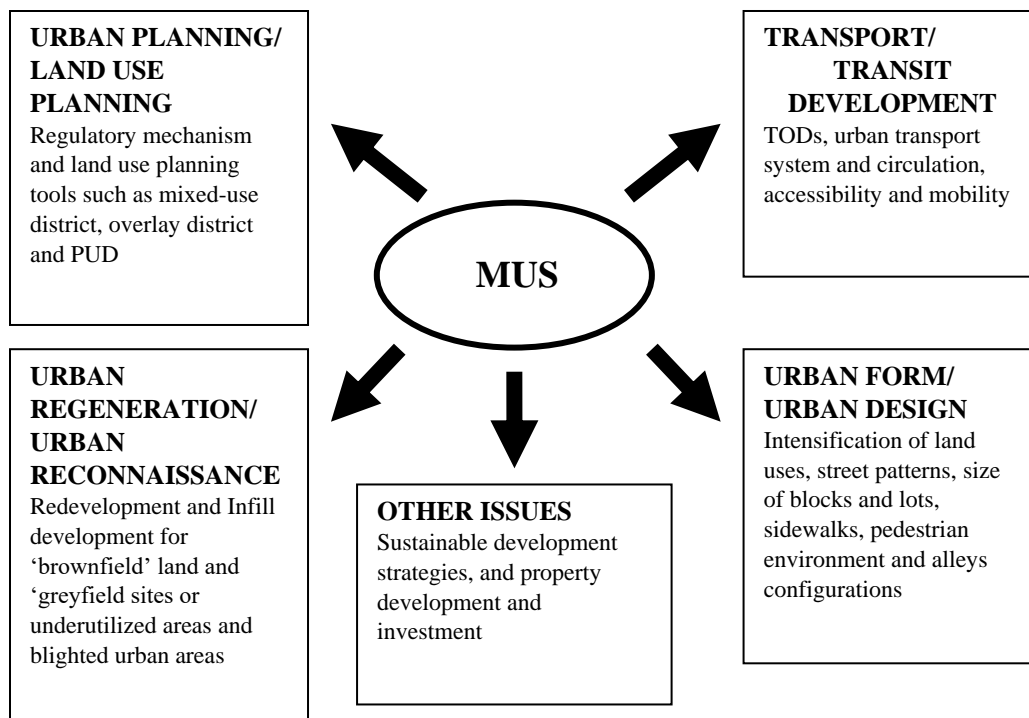 URBAN PLANNING/
LAND USE
PLANNING
Regulatory mechanism
and land use planning
tools such as mixed-use
district, overlay district
and PUD
TRANSPORT/
TRANSIT
DEVELOPMENT
TODs, urban transport
system and circulation,
accessibility and mobility
MUS
URBAN
REGENERATION/
URBAN
RECONNAISSANCE
Redevelopment and Infill
development for
‘brownfield’ land and
‘greyfield sites or
underutilized areas and
blighted urban areas
OTHER ISSUES
Sustainable development
strategies, and property
development and
investment
URBAN FORM/
URBAN DESIGN
Intensification of land
uses, street patterns, size
of blocks and lots,
sidewalks, pedestrian
environment and alleys
configurations